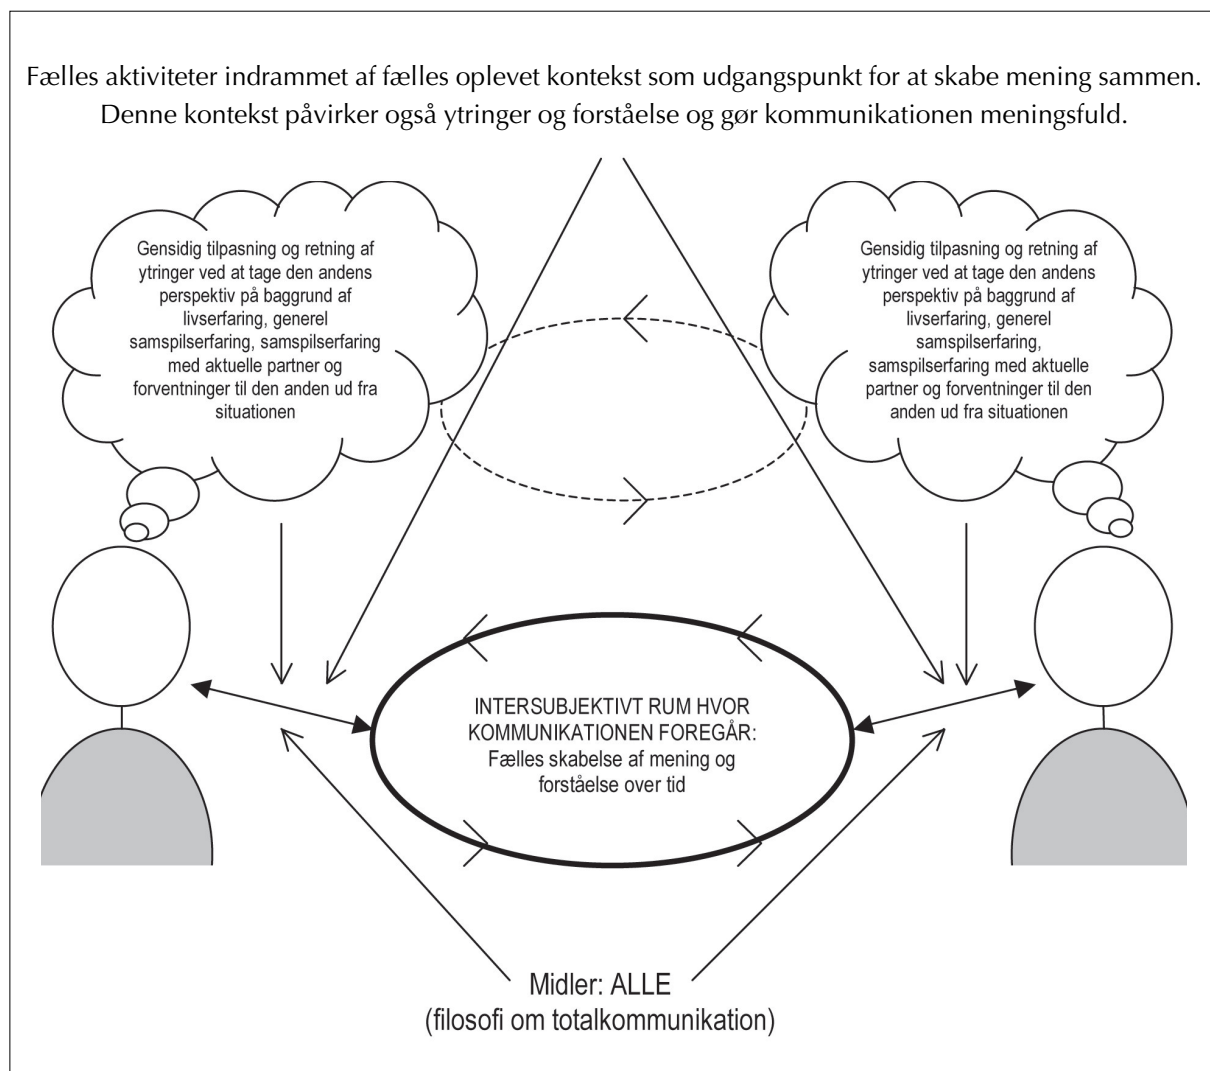 Fælles aktiviteter indrammet af fælles oplevet kontekst som udgangspunkt for at skabe mening sammen.
Denne kontekst påvirker også ytringer og forståelse og gør kommunikationen meningsfuld.
Gensidig tilpasning og retning af
ytringer ved at tage den andens
perspektiv på baggrund af
livserfaring, generel
samspilserfaring, samspilserfaring
med aktuelle partner og
forventninger til den anden ud fra
situationen
Gensidig tilpasning og retning af
ytringer ved at tage den andens
perspektiv på baggrund af
livserfaring, generel
samspilserfaring,
samspilserfaring med aktuelle
partner og forventninger til den
anden ud fra situationen
INTERSUBJEKTIVT RUM HVOR
KOMMUNIKATIONEN FOREGÅR:
Fælles skabelse af mening og
forståelse over tid
Midler: ALLE
(filosofi om totalkommunikation)